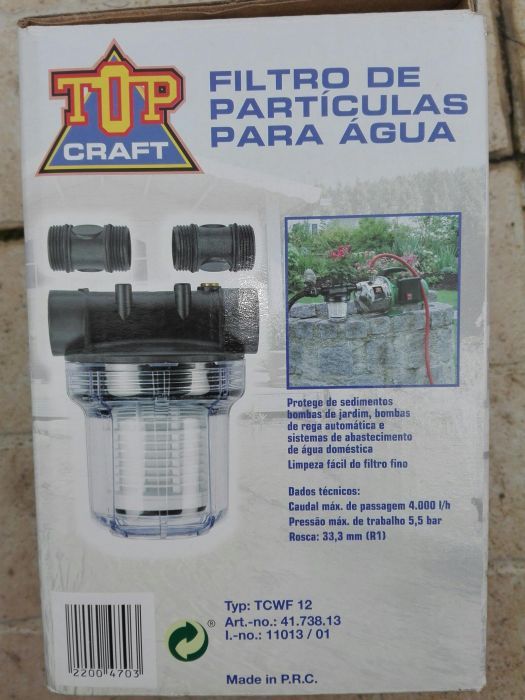 TOP
CRAFT
FILTRO DE
PARTÍCULAS
PARA ÁGUA
Protege de sedimentos
bombas de jardim, bombas
de rega automática e
sistemas de abastecimento
de água doméstica
Limpeza fácil do filtro fino
Dados técnicos:
Caudal máx. de passagem 4.000 l/h
Pressão máx. de trabalho 5,5 bar
Rosca: 33,3 mm (R1)
Typ: TCWF 12
Art.-no.: 41.738.13
I.-no.: 11013 / 01
®
2200 4703
Made in P.R.C.